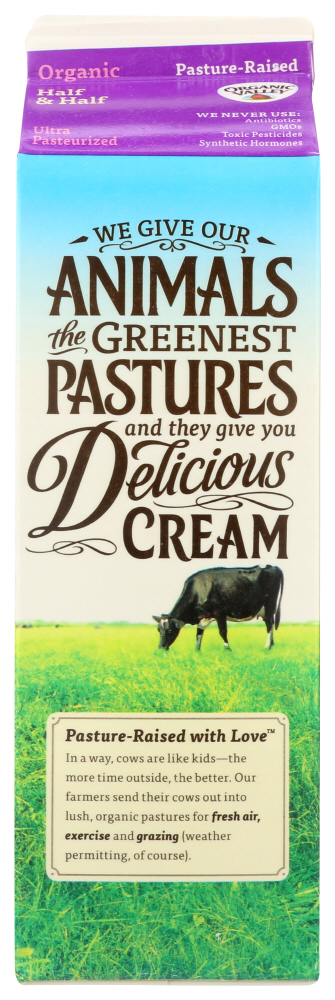 Organic
Half
& Half
Ultra
Pasteurized
Pasture-Raised
ORGANIC
VALLEY
WE NEVER USE:
Antibiotics
GMOs
Toxic Pesticides
Synthetic Hormones
WE GIVE OUR
ANIMALS
the GREENEST
PASTURES
and they give you
Delicious
CREAM
Pasture-Raised with Love™
In a way, cows are like kids—the
more time outside, the better. Our
farmers send their cows out into
lush, organic pastures for fresh air,
exercise and grazing (weather
permitting, of course).